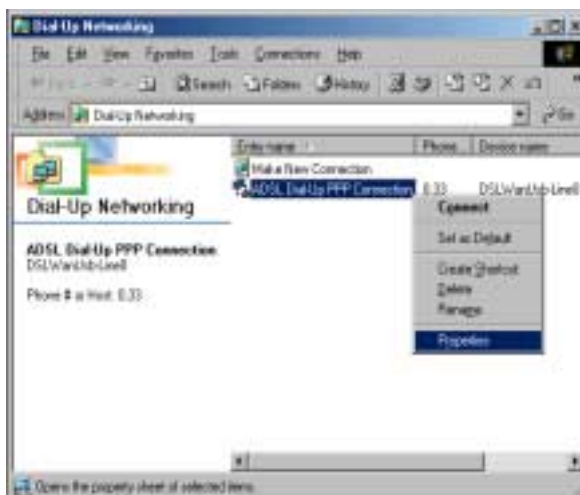 Dial-Up Networking
File Edit View Favorites Tools Connections Help
Search Folders History
Address Dial-Up Networking Go
Entry name Phone Device name
Make New Connection
ADSL Dial-Up PPP Connection 0.33
Connect
Set as Default
Create Shortcut
Delete
Rename
Properties
Dial-Up Networking
ADSL Dial-Up PPP Connection
Phone # or Host: 0.33
Opens the property sheet of selected items.